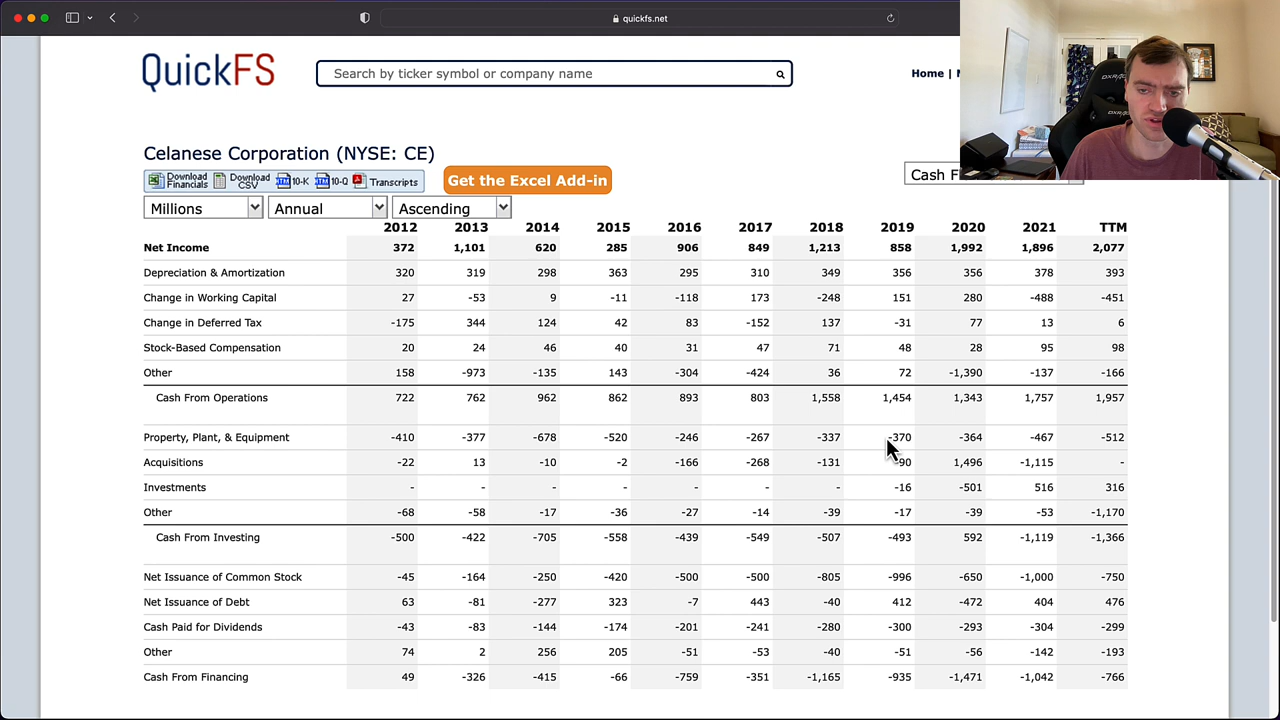 quickfs.net
QuickFS
Search by ticker symbol or company name
Home |
Celanese Corporation (NYSE: CE)
Download Financials Download CSV 10-K 10-Q Transcripts
Get the Excel Add-in
Cash F
Millions Annual Ascending
2012 2013 2014 2015 2016 2017 2018 2019 2020 2021 TTM
Net Income 372 1,101 620 285 906 849 1,213 858 1,992 1,896 2,077
Depreciation & Amortization 320 319 298 363 295 310 349 356 356 378 393
Change in Working Capital 27 -53 9 -11 -118 173 -248 151 280 -488 -451
Change in Deferred Tax -175 344 124 42 83 -152 137 -31 77 13 6
Stock-Based Compensation 20 24 46 40 31 47 71 48 28 95 98
Other 158 -973 -135 143 -304 -424 36 72 -1,390 -137 -166
Cash From Operations 722 762 962 862 893 803 1,558 1,454 1,343 1,757 1,957
Property, Plant, & Equipment -410 -377 -678 -520 -246 -267 -337 -370 -364 -467 -512
Acquisitions -22 13 -10 -2 -166 -268 -131 -90 1,496 -1,115 -
Investments - - - - - - - -16 -501 516 316
Other -68 -58 -17 -36 -27 -14 -39 -17 -39 -53 -1,170
Cash From Investing -500 -422 -705 -558 -439 -549 -507 -493 592 -1,119 -1,366
Net Issuance of Common Stock -45 -164 -250 -420 -500 -500 -805 -996 -650 -1,000 -750
Net Issuance of Debt 63 -81 -277 323 -7 443 -40 412 -472 404 476
Cash Paid for Dividends -43 -83 -144 -174 -201 -241 -280 -300 -293 -304 -299
Other 74 2 256 205 -51 -53 -40 -51 -56 -142 -193
Cash From Financing 49 -326 -415 -66 -759 -351 -1,165 -935 -1,471 -1,042 -766